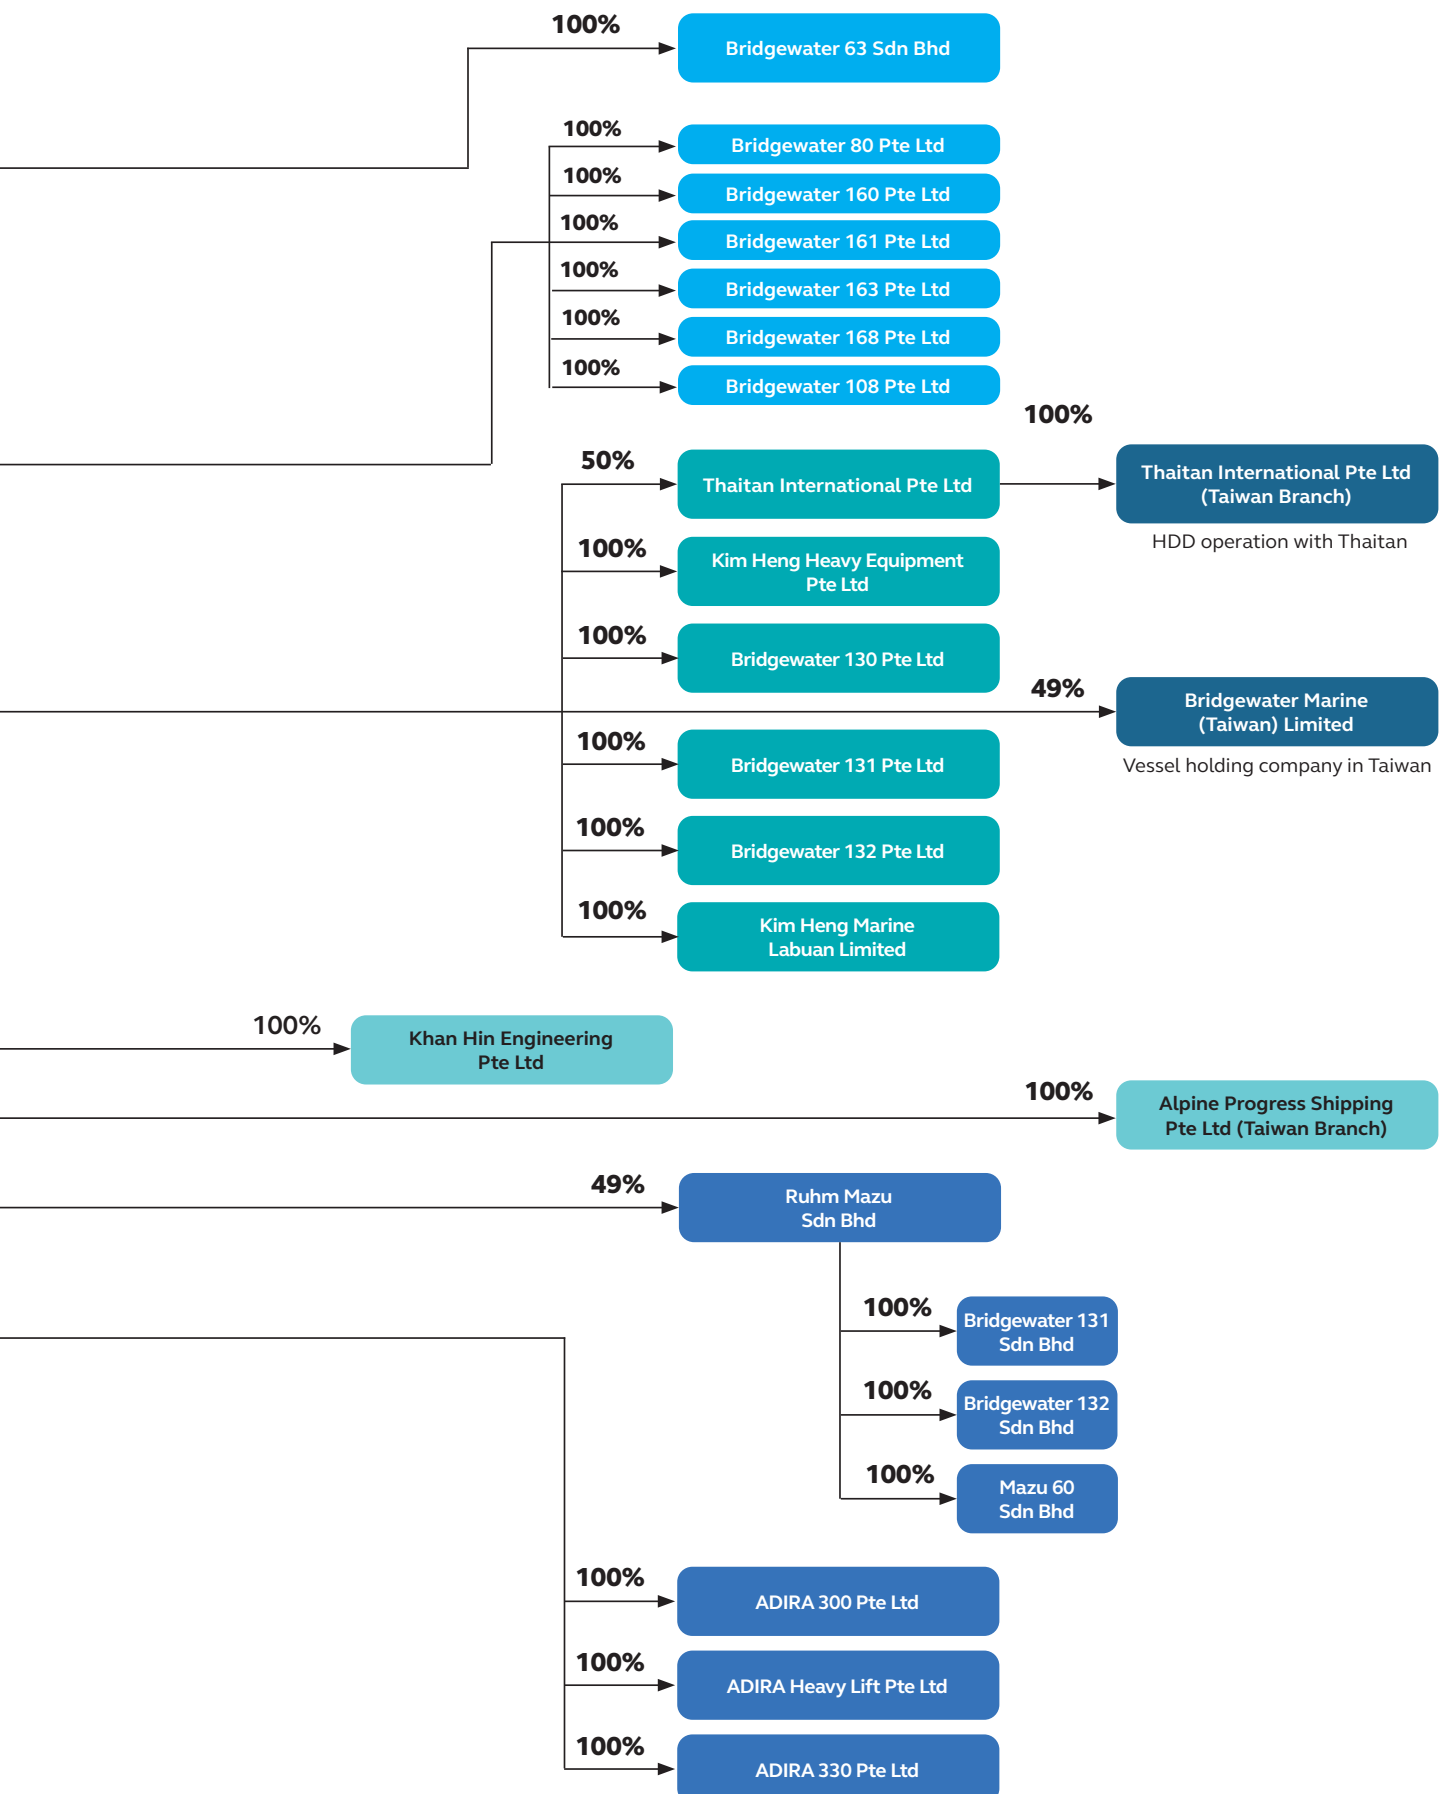 100%
Bridgewater 63 Sdn Bhd
100%
Bridgewater 80 Pte Ltd
100%
Bridgewater 160 Pte Ltd
100%
Bridgewater 161 Pte Ltd
100%
Bridgewater 163 Pte Ltd
100%
Bridgewater 168 Pte Ltd
100%
Bridgewater 108 Pte Ltd
50%
Thaitan International Pte Ltd
100%
Thaitan International Pte Ltd
(Taiwan Branch)
HDD operation with Thaitan
100%
Kim Heng Heavy Equipment
Pte Ltd
100%
Bridgewater 130 Pte Ltd
49%
Bridgewater Marine
(Taiwan) Limited
Vessel holding company in Taiwan
100%
Bridgewater 131 Pte Ltd
100%
Bridgewater 132 Pte Ltd
100%
Kim Heng Marine
Labuan Limited
100%
Khan Hin Engineering
Pte Ltd
100%
Alpine Progress Shipping
Pte Ltd (Taiwan Branch)
49%
Ruhm Mazu
Sdn Bhd
100%
Bridgewater 131
Sdn Bhd
100%
Bridgewater 132
Sdn Bhd
100%
Mazu 60
Sdn Bhd
100%
ADIRA 300 Pte Ltd
100%
ADIRA Heavy Lift Pte Ltd
100%
ADIRA 330 Pte Ltd